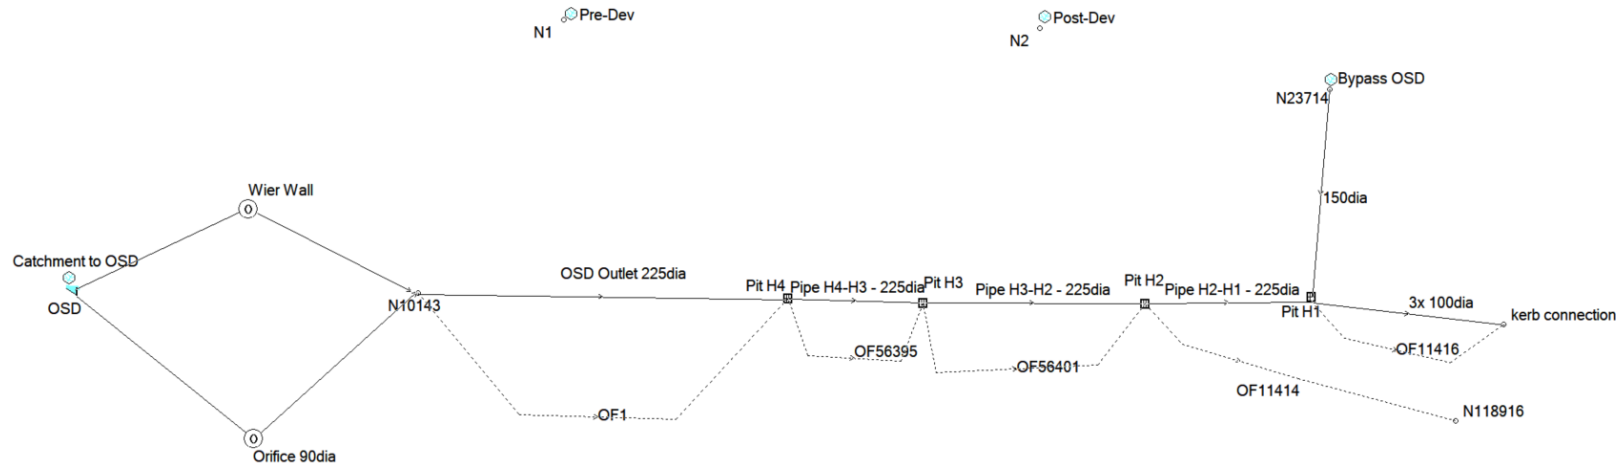 Pre-Dev
N1
Post-Dev
N2
Bypass OSD
N23714
150dia
Wier Wall
Catchment to OSD
OSD
N10143
OSD Outlet 225dia
Pit H4
Pipe H4-H3 - 225dia
Pit H3
Pipe H3-H2 - 225dia
Pit H2
Pipe H2-H1 - 225dia
Pit H1
3x 100dia
kerb connection
OF56395
OF56401
OF11416
OF11414
N118916
OF1
Orifice 90dia